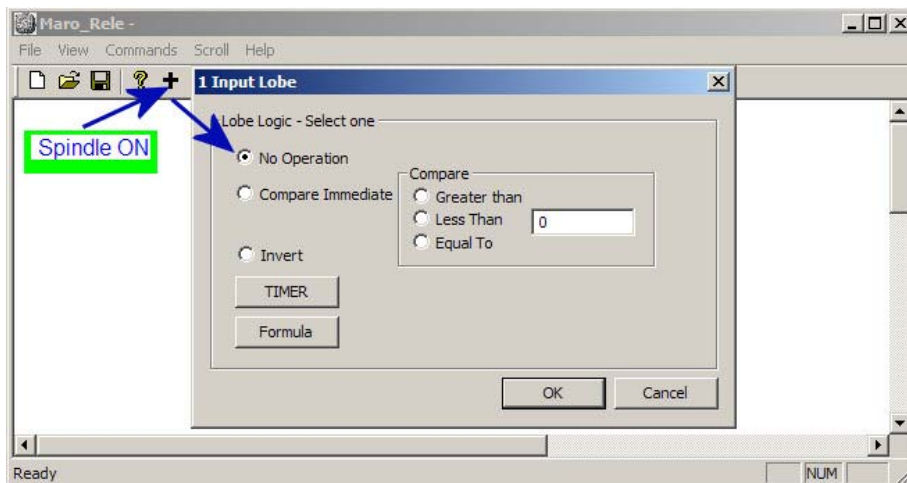 Maro_Rele -
File View Commands Scroll Help
1 Input Lobe
Spindle ON
Lobe Logic - Select one
No Operation
Compare Immediate
Compare
Greater than
Less Than
0
Equal To
Invert
TIMER
Formula
OK Cancel
Ready NUM